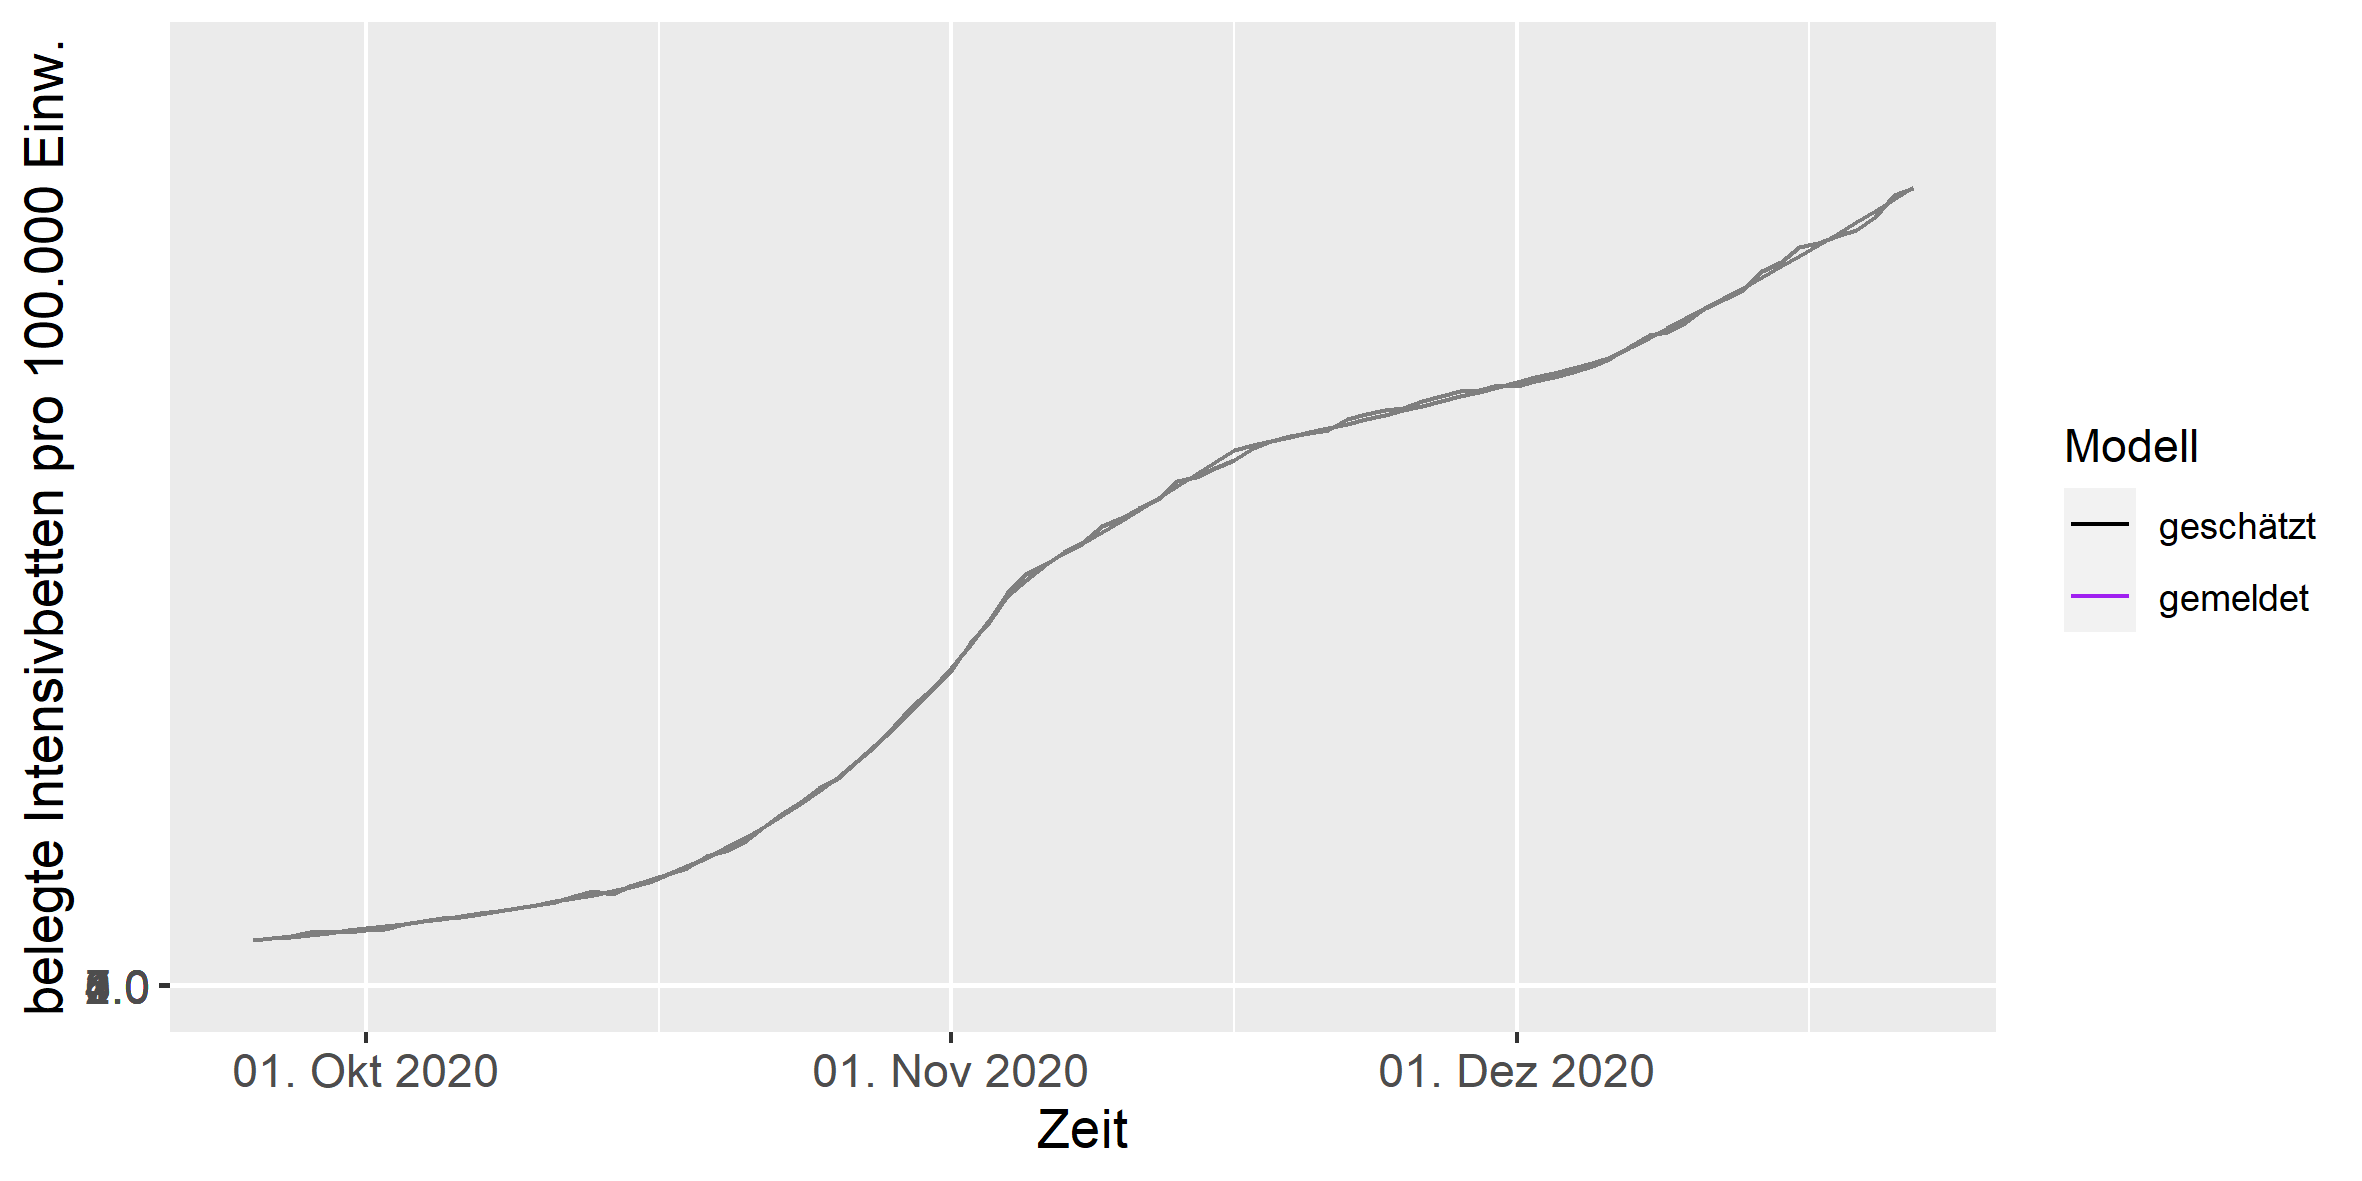 belegte Intensivbetten pro 100.000 Einw.
01. Okt 2020
01. Nov 2020
01. Dez 2020
Zeit
Modell
geschätzt
gemeldet